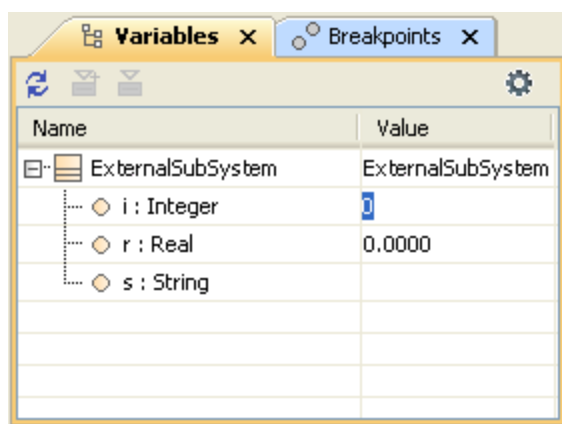 Variables Breakpoints
Name Value
ExternalSubSystem ExternalSubSystem
i : Integer 0
r : Real 0.0000
s : String